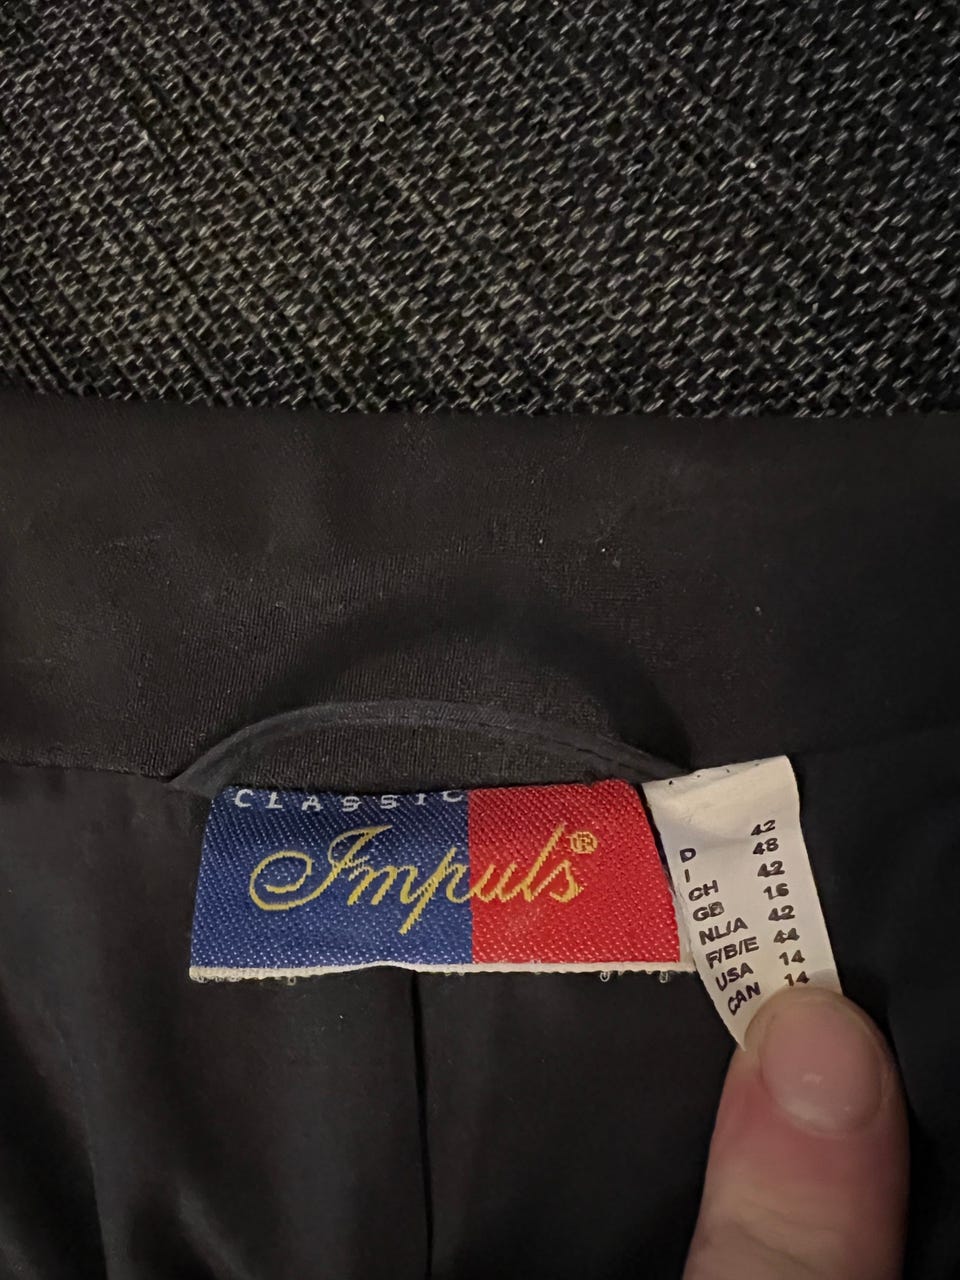 CLASSIC
Impuls®
D 42
I 48
CH 42
GB 16
NL/A 42
F/B/E 44
USA 14
CAN 14